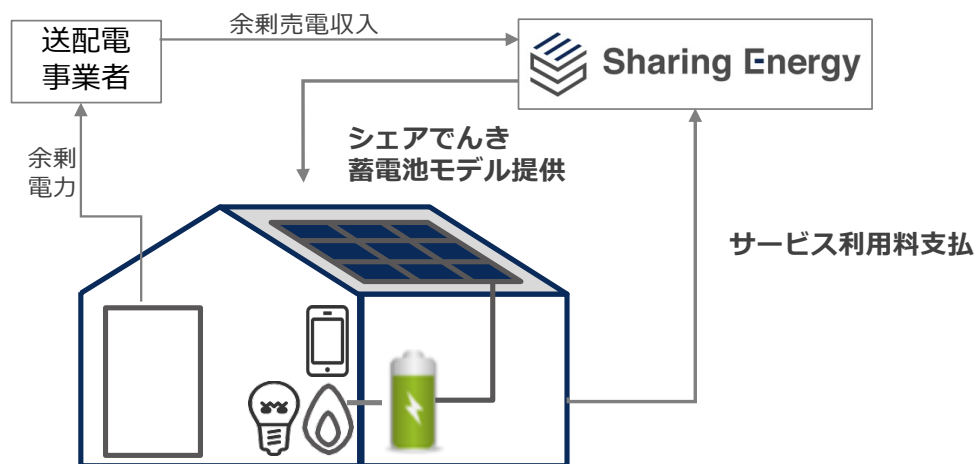 余剰売電収入
送配電
事業者
Sharing Energy
シェアでんき
蓄電池モデル提供
余剰
電力
サービス利用料支払